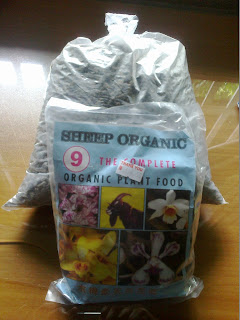 SHEEP ORGANIC
9 THE COMPLETE
ORGANIC PLANT FOOD